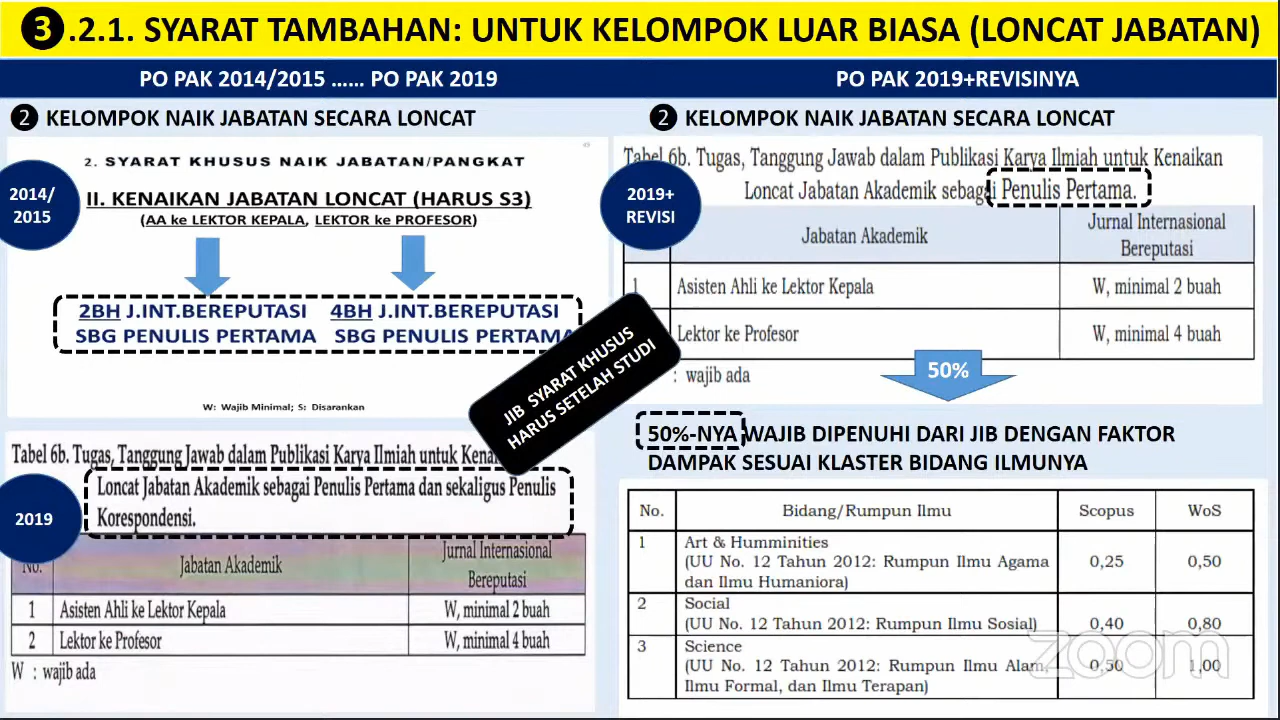 3.2.1. SYARAT TAMBAHAN: UNTUK KELOMPOK LUAR BIASA (LONCAT JABATAN)
PO PAK 2014/2015 ...... PO PAK 2019
2 KELOMPOK NAIK JABATAN SECARA LONCAT
2014/
2015
2. SYARAT KHUSUS NAIK JABATAN/PANGKAT
II. KENAIKAN JABATAN LONCAT (HARUS S3)
(AA ke LEKTOR KEPALA, LEKTOR ke PROFESOR)
2BH J.INT.BEREPUTASI 4BH J.INT.BEREPUTASI
SBG PENULIS PERTAMA SBG PENULIS PERTAMA
W: Wajib Minimal; S: Disarankan
JIB SYARAT KHUSUS
HARUS SETELAH STUDI
2019
Tabel 6b. Tugas, Tanggung Jawab dalam Publikasi Karya Ilmiah untuk
Loncat Jabatan Akademik sebagai Penulis Pertama dan sekaligus Penulis
Korespondensi.
No. Jabatan Akademik Jurnal Internasional
Bereputasi
1 Asisten Ahli ke Lektor Kepala W, minimal 2 buah
2 Lektor ke Profesor W, minimal 4 buah
W : wajib ada
PO PAK 2019+REVISINYA
2 KELOMPOK NAIK JABATAN SECARA LONCAT
2019+
REVISI
Tabel 6b. Tugas, Tanggung Jawab dalam Publikasi Karya Ilmiah untuk Kenaikan
Loncat Jabatan Akademik sebagai Penulis Pertama.
Jabatan Akademik Jurnal Internasional
Bereputasi
1 Asisten Ahli ke Lektor Kepala W, minimal 2 buah
Lektor ke Profesor W, minimal 4 buah
: wajib ada
50%
50%-NYA WAJIB DIPENUHI DARI JIB DENGAN FAKTOR
DAMPAK SESUAI KLASTER BIDANG ILMUNYA
No. Bidang/Rumpun Ilmu Scopus WoS
1 Art & Humminities
(UU No. 12 Tahun 2012: Rumpun Ilmu Agama
dan Ilmu Humaniora) 0,25 0,50
2 Social
(UU No. 12 Tahun 2012: Rumpun Ilmu Sosial) 0,40 0,80
3 Science
(UU No. 12 Tahun 2012: Rumpun Ilmu Alam,
Ilmu Formal, dan Ilmu Terapan) 0,50 1,00
zoom